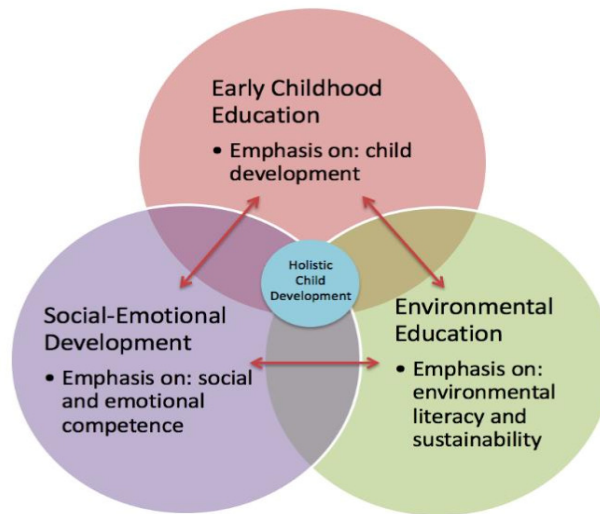 Early Childhood
Education
• Emphasis on: child
development
Holistic
Child
Development
Social-Emotional
Development
• Emphasis on: social
and emotional
competence
Environmental
Education
• Emphasis on:
environmental
literacy and
sustainability